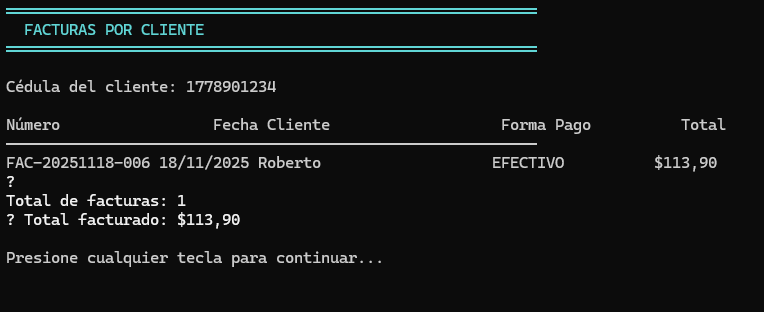 FACTURAS POR CLIENTE
Cédula del cliente: 1778901234
Número Fecha Cliente Forma Pago Total
FAC-20251118-006 18/11/2025 Roberto EFECTIVO $113,90
?
Total de facturas: 1
? Total facturado: $113,90
Presione cualquier tecla para continuar...